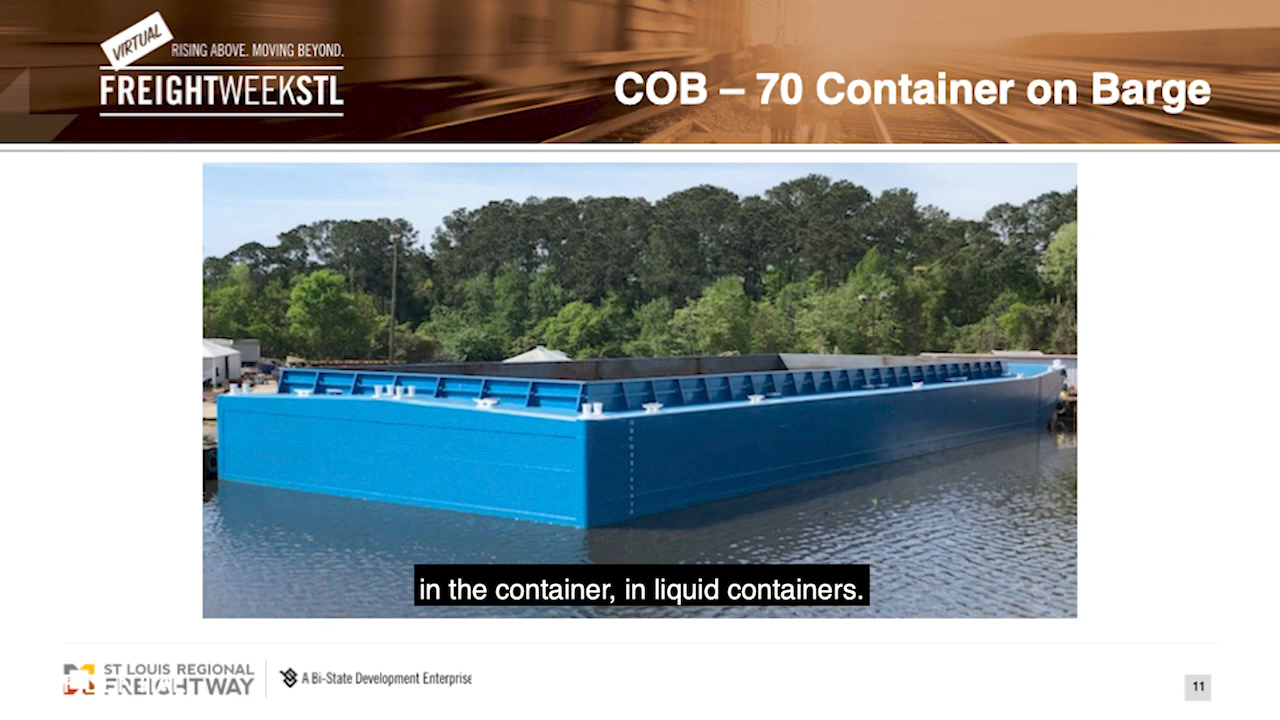 VIRTUAL
RISING ABOVE. MOVING BEYOND.
FREIGHTWEEKSTL
COB – 70 Container on Barge
in the container, in liquid containers.
ST LOUIS REGIONAL
FREIGHTWAY
A Bi-State Development Enterprise
11